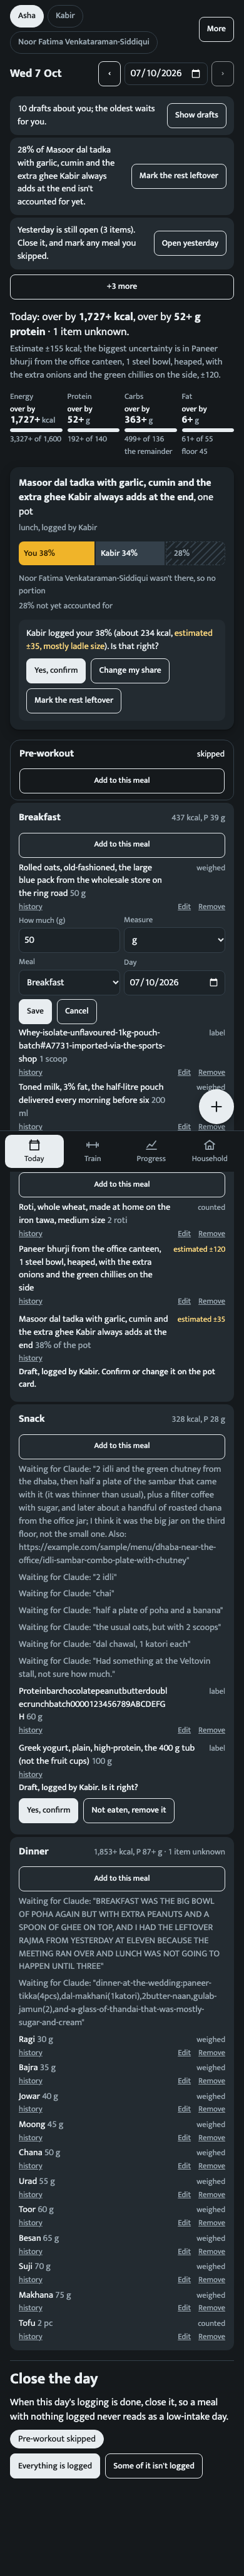 Asha
Kabir
Noor Fatima Venkataraman-Siddiqui
More
Wed 7 Oct
07/10/2026
10 drafts about you; the oldest waits
for you.
Show drafts
28% of Masoor dal tadka
with garlic, cumin and the
extra ghee Kabir always
adds at the end isn't
accounted for yet.
Mark the rest leftover
Yesterday is still open (3 items).
Close it, and mark any meal you
skipped.
Open yesterday
+3 more
Today: over by 1,727+ kcal, over by 52+ g
protein · 1 item unknown.
Estimate ±155 kcal; the biggest uncertainty is in Paneer
bhurji from the office canteen, 1 steel bowl, heaped, with
the extra onions and the green chillies on the side, ±120.
Energy
over by
1,727+ kcal
3,327+ of 1,600
Protein
over by
52+ g
192+ of 140
Carbs
over by
363+ g
499+ of 136
the remainder
Fat
over by
6+ g
61+ of 55
floor 45
Masoor dal tadka with garlic, cumin and the
extra ghee Kabir always adds at the end, one
pot
lunch, logged by Kabir
You 38%
Kabir 34%
28%
Noor Fatima Venkataraman-Siddiqui wasn't there, so no
portion
28% not yet accounted for
Kabir logged your 38% (about 234 kcal, estimated
±35, mostly ladle size). Is that right?
Yes, confirm
Change my share
Mark the rest leftover
Pre-workout
skipped
Add to this meal
Breakfast
437 kcal, P 39 g
Add to this meal
Rolled oats, old-fashioned, the large
blue pack from the wholesale store on
the ring road 50 g
weighed
history
Edit
Remove
How much (g)
Measure
50
g
Meal
Day
Breakfast
07/10/2026
Save
Cancel
Whey-isolate-unflavoured-1kg-pouch-
batch#A7731-imported-via-the-sports-
shop 1 scoop
label
history
Edit
Remove
Toned milk, 3% fat, the half-litre pouch
delivered every morning before six 200
ml
weighed
history
Edit
Remove
Today
Train
Progress
Household
Add to this meal
Roti, whole wheat, made at home on the
iron tawa, medium size 2 roti
counted
history
Edit
Remove
Paneer bhurji from the office canteen,
1 steel bowl, heaped, with the extra
onions and the green chillies on the
side
estimated ±120
history
Edit
Remove
Masoor dal tadka with garlic, cumin and
the extra ghee Kabir always adds at the
end 38% of the pot
estimated ±35
history
Draft, logged by Kabir. Confirm or change it on the pot
card.
Snack
328 kcal, P 28 g
Add to this meal
Waiting for Claude: "2 idli and the green chutney from
the dhaba, then half a plate of the sambar that came
with it (it was thinner than usual), plus a filter coffee
with sugar, and later about a handful of roasted chana
from the office jar; I think it was the big jar on the third
floor, not the small one. Also:
https://example.com/sample/menu/dhaba-near-the-
office/idli-sambar-combo-plate-with-chutney"
Waiting for Claude: "2 idli"
Waiting for Claude: "chai"
Waiting for Claude: "half a plate of poha and a banana"
Waiting for Claude: "the usual oats, but with 2 scoops"
Waiting for Claude: "dal chawal, 1 katori each"
Waiting for Claude: "Had something at the Veltovin
stall, not sure how much."
Proteinbarchocolatepeanutbutterdoubl
ecrunchbatch0000123456789ABCDEFG
H 60 g
label
history
Edit
Remove
Greek yogurt, plain, high-protein, the 400 g tub
(not the fruit cups) 100 g
label
history
Draft, logged by Kabir. Is it right?
Yes, confirm
Not eaten, remove it
Dinner
1,853+ kcal, P 87+ g · 1 item unknown
Add to this meal
Waiting for Claude: "BREAKFAST WAS THE BIG BOWL
OF POHA AGAIN BUT WITH EXTRA PEANUTS AND A
SPOON OF GHEE ON TOP, AND I HAD THE LEFTOVER
RAJMA FROM YESTERDAY AT ELEVEN BECAUSE THE
MEETING RAN OVER AND LUNCH WAS NOT GOING TO
HAPPEN UNTIL THREE"
Waiting for Claude: "dinner-at-the-wedding:paneer-
tikka(4pcs),dal-makhani(1katori),2butter-naan,gulab-
jamun(2),and-a-glass-of-thandai-that-was-mostly-
sugar-and-cream"
Ragi 30 g
weighed
history
Edit
Remove
Bajra 35 g
weighed
history
Edit
Remove
Jowar 40 g
weighed
history
Edit
Remove
Moong 45 g
weighed
history
Edit
Remove
Chana 50 g
weighed
history
Edit
Remove
Urad 55 g
weighed
history
Edit
Remove
Toor 60 g
weighed
history
Edit
Remove
Besan 65 g
weighed
history
Edit
Remove
Suji 70 g
weighed
history
Edit
Remove
Makhana 75 g
weighed
history
Edit
Remove
Tofu 2 pc
counted
history
Edit
Remove
Close the day
When this day's logging is done, close it, so a meal
with nothing logged never reads as a low-intake day.
Pre-workout skipped
Everything is logged
Some of it isn't logged